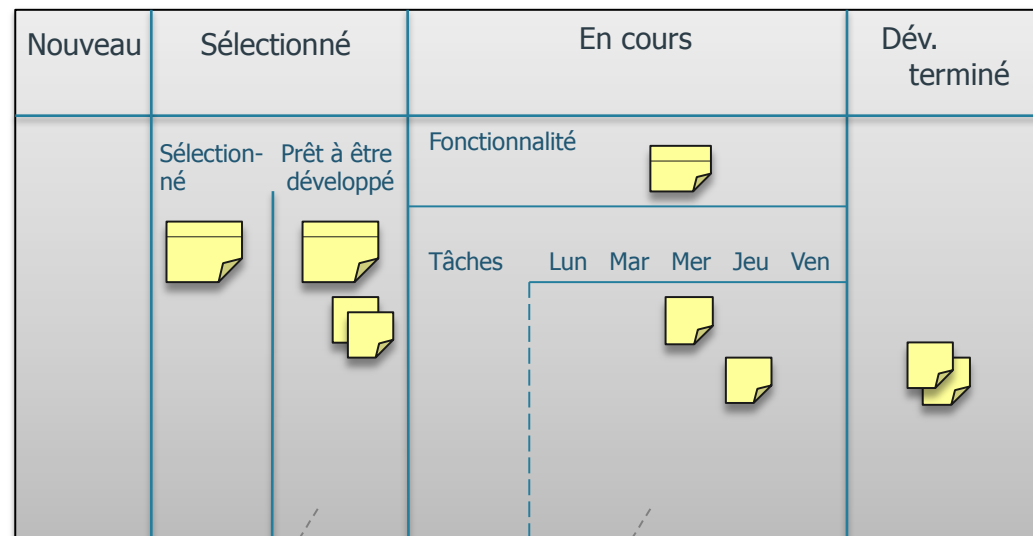 Nouveau
Sélectionné
En cours
Dév.
terminé
Sélection-
né
Prêt à être
développé
Fonctionnalité
Tâches
Lun Mar Mer Jeu Ven